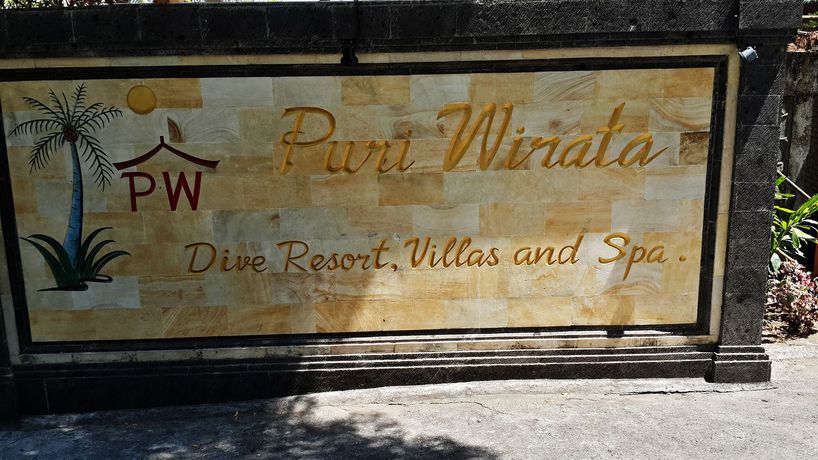 Puri Wirata
PW
Dive Resort, Villas and Spa.